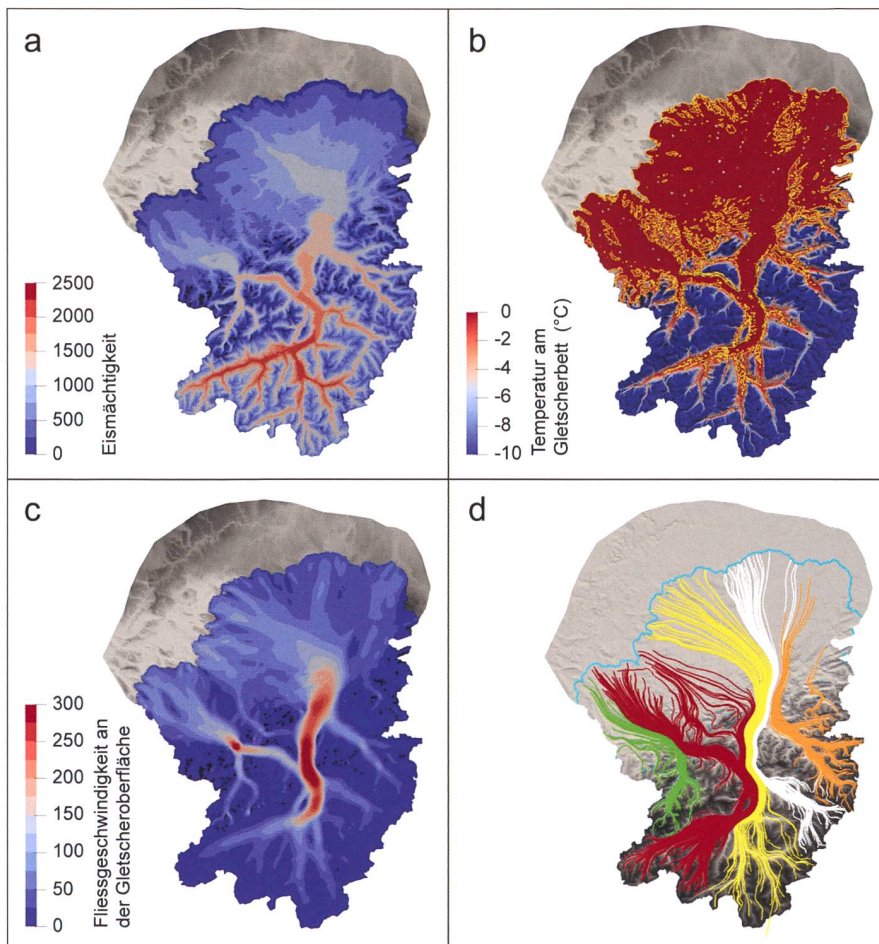 a
2500
2000
1500
1000
500
0
Eismächtigkeit
b
0
-2
-4
-6
-8
-10
Temperatur am
Gletscherbett (°C)
c
300
250
200
150
100
50
0
Fliessgeschwindigkeit an
der Gletscheroberfläche
d